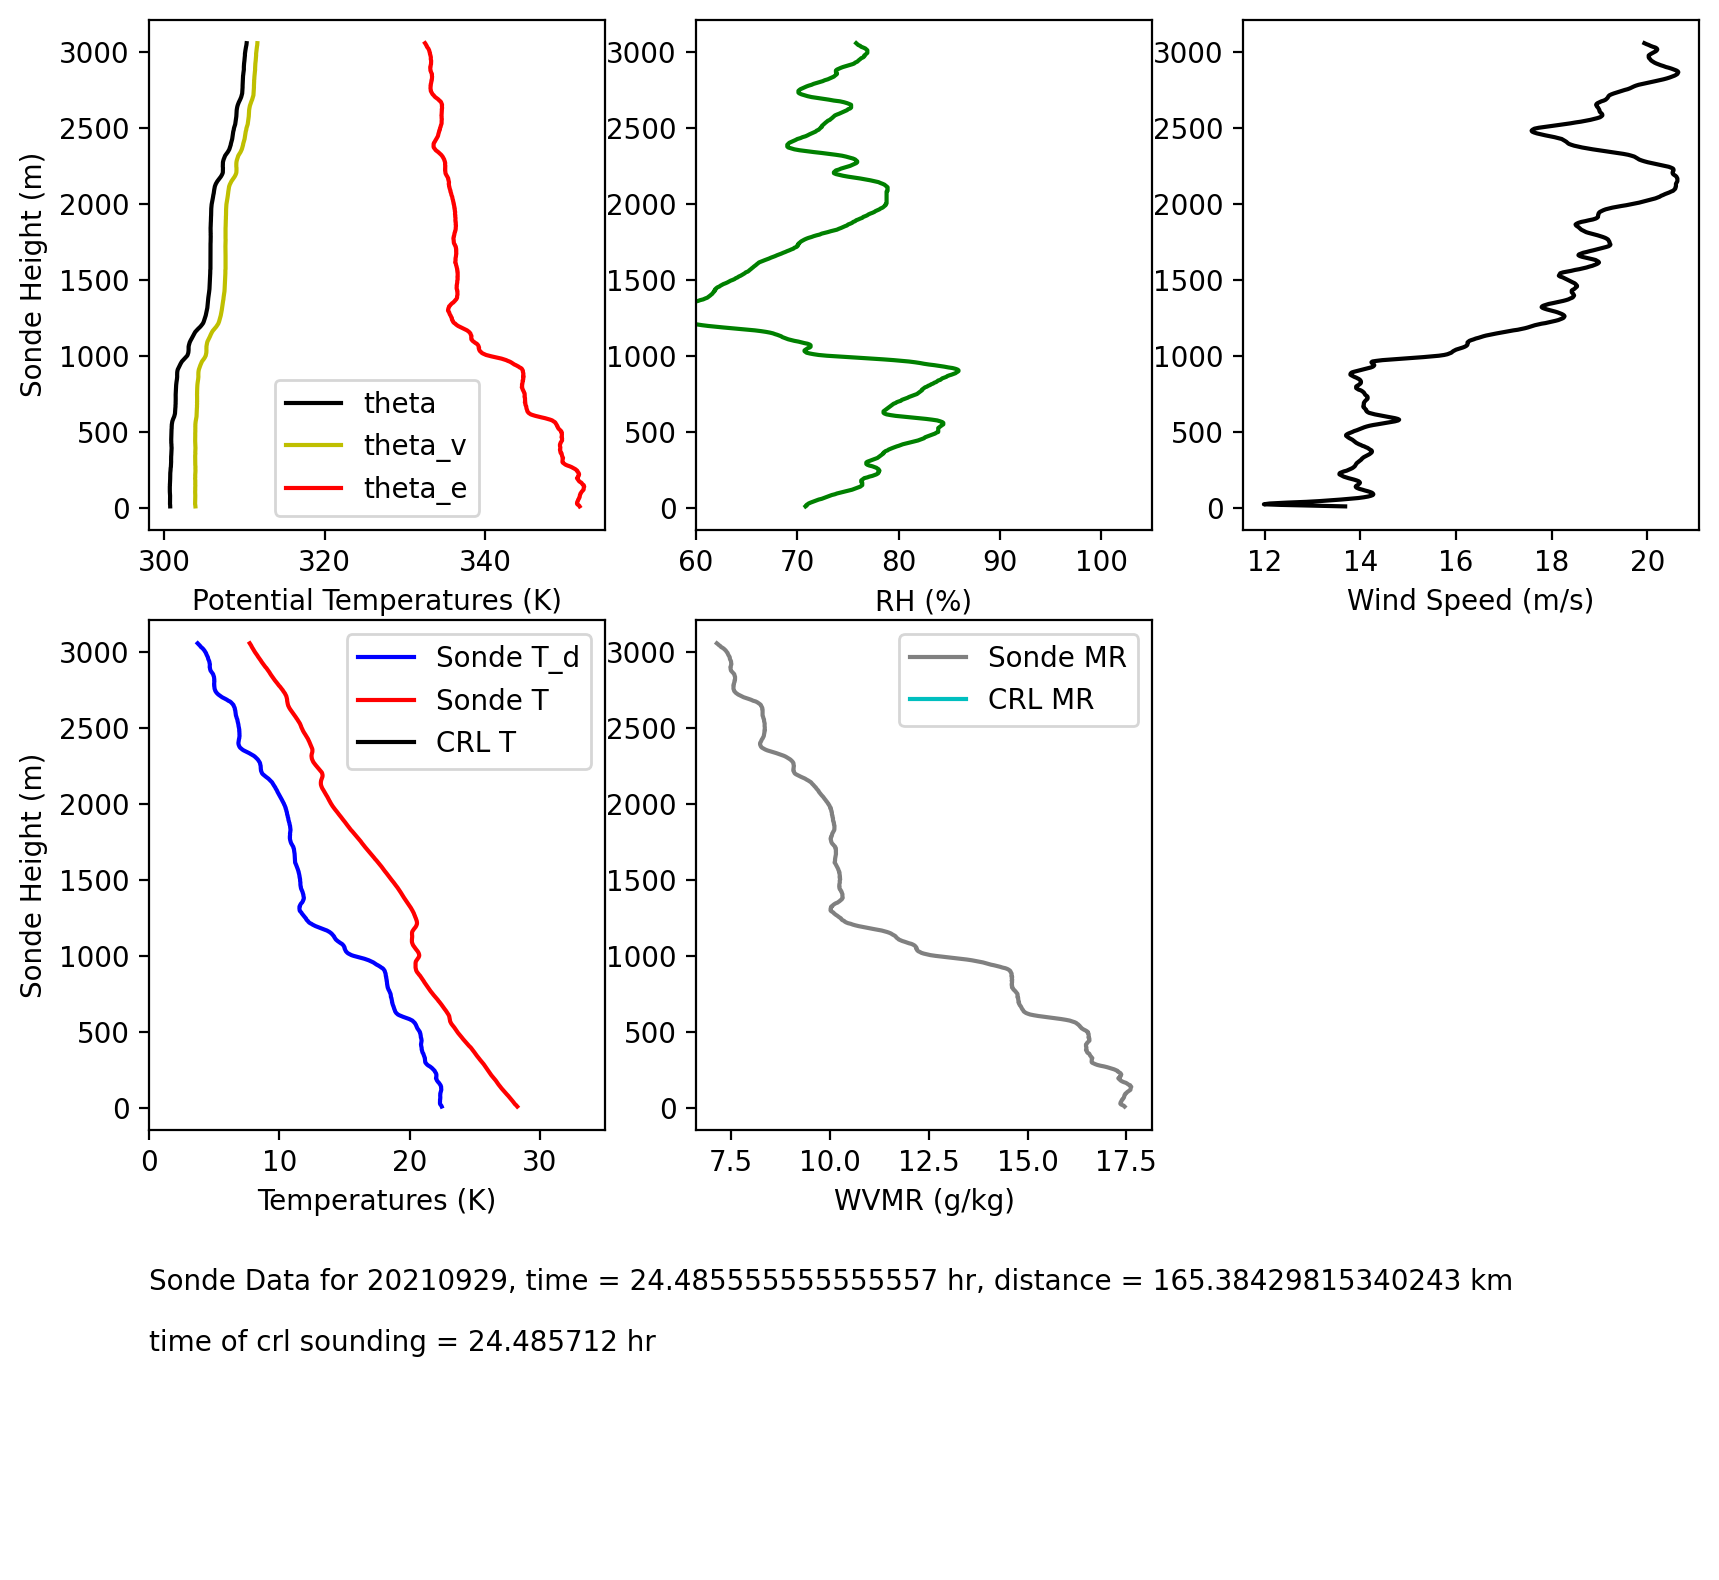 3000
2500
2000
1500
1000
500
0
Sonde Height (m)
theta
theta_v
theta_e
300 320 340
Potential Temperatures (K)
3000
2500
2000
1500
1000
500
0
60 70 80 90 100
RH (%)
3000
2500
2000
1500
1000
500
0
12 14 16 18 20
Wind Speed (m/s)
3000
2500
2000
1500
1000
500
0
Sonde Height (m)
Sonde T_d
Sonde T
CRL T
0 10 20 30
Temperatures (K)
3000
2500
2000
1500
1000
500
0
Sonde MR
CRL MR
7.5 10.0 12.5 15.0 17.5
WVMR (g/kg)
Sonde Data for 20210929, time = 24.485555555555557 hr, distance = 165.38429815340243 km
time of crl sounding = 24.485712 hr